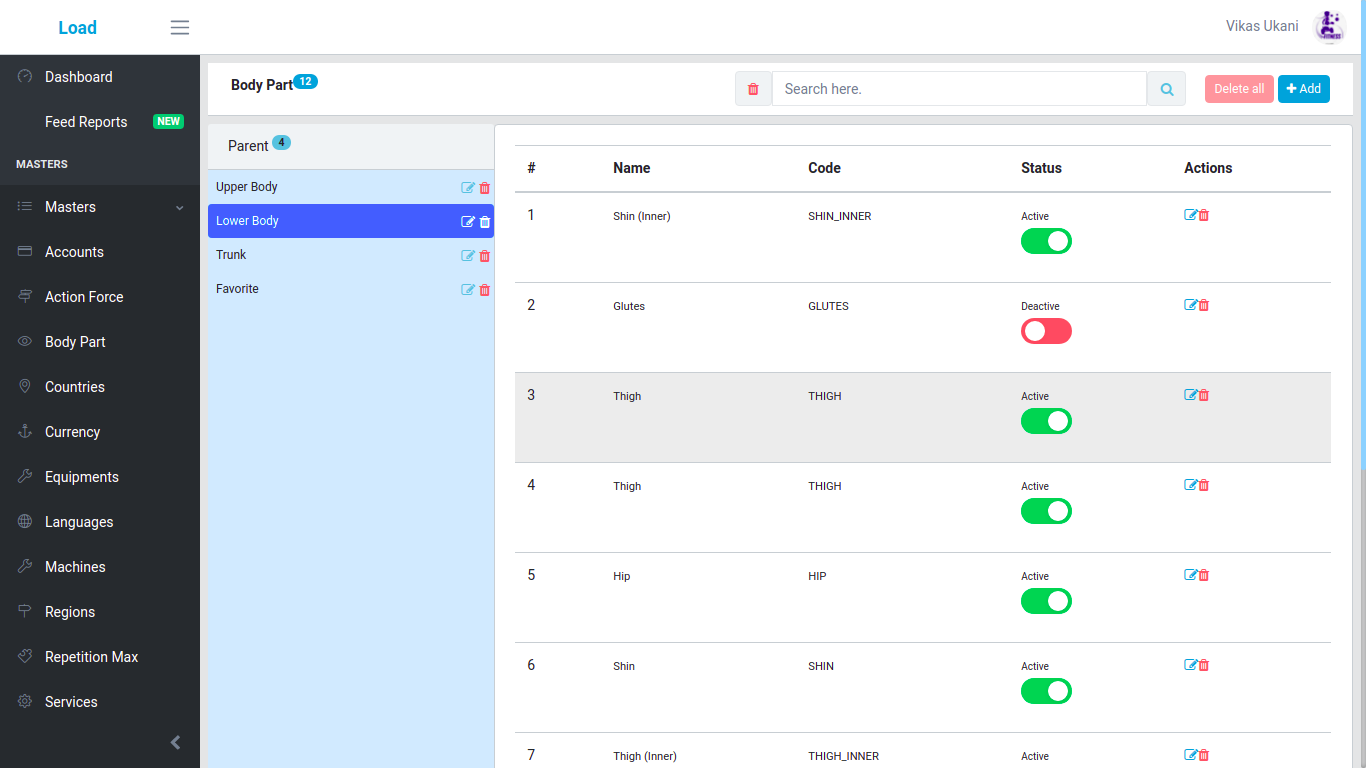 Load
Vikas Ukani
Dashboard
Feed Reports NEW
MASTERS
Masters
Accounts
Action Force
Body Part
Countries
Currency
Equipments
Languages
Machines
Regions
Repetition Max
Services
Body Part 12
Search here.
Delete all
Add
Parent 4
Upper Body
Lower Body
Trunk
Favorite
# Name Code Status Actions
1 Shin (Inner) SHIN_INNER Active
2 Glutes GLUTES Deactive
3 Thigh THIGH Active
4 Thigh THIGH Active
5 Hip HIP Active
6 Shin SHIN Active
7 Thigh (Inner) THIGH_INNER Active